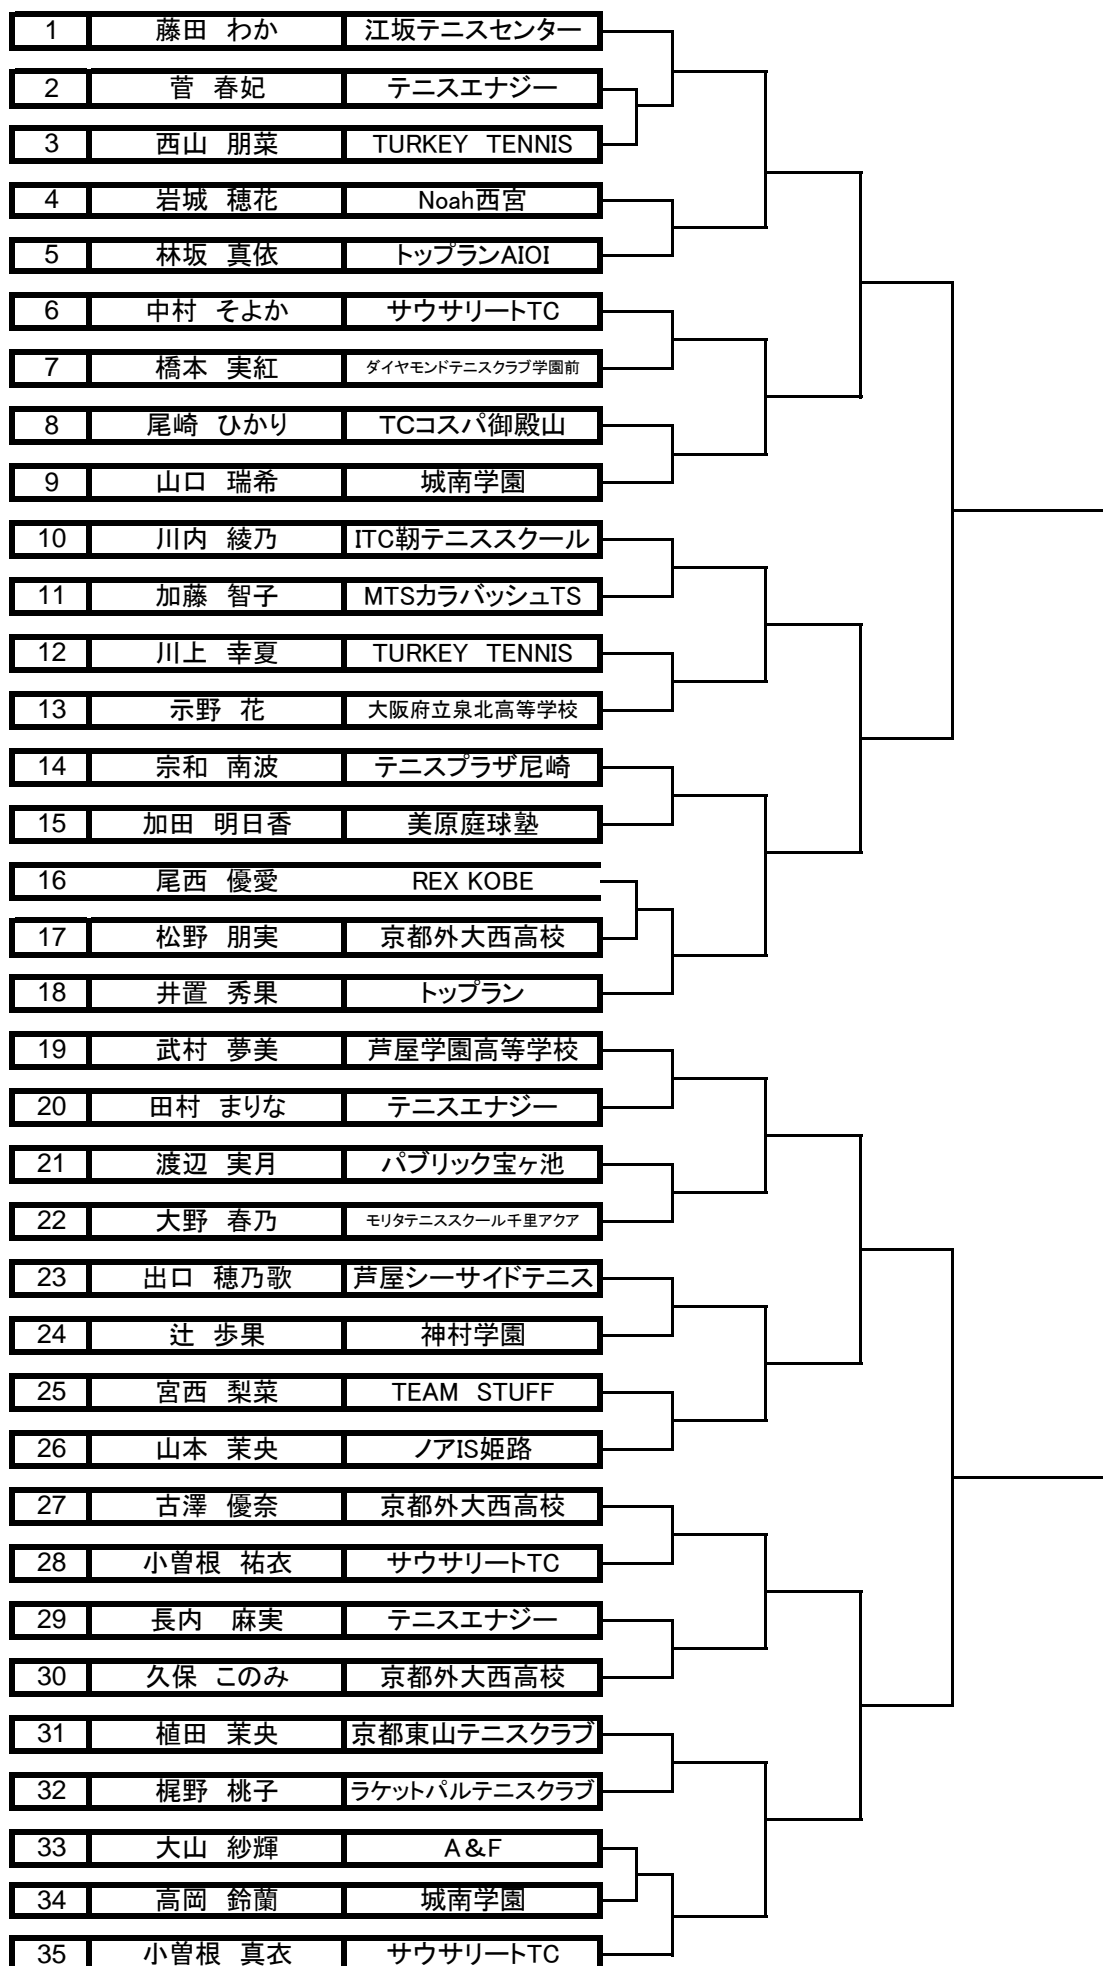 1 藤田 わか 江坂テニスセンター
2 菅 春妃 テニスエナジー
3 西山 朋菜 TURKEY TENNIS
4 岩城 穂花 Noah西宮
5 林坂 真依 トップランAIOI
6 中村 そよか サウサリートTC
7 橋本 実紅 ダイヤモンドテニスクラブ学園前
8 尾崎 ひかり TCコスパ御殿山
9 山口 瑞希 城南学園
10 川内 綾乃 ITC靭テニススクール
11 加藤 智子 MTSカラバッシュTS
12 川上 幸夏 TURKEY TENNIS
13 示野 花 大阪府立泉北高等学校
14 宗和 南波 テニスプラザ尼崎
15 加田 明日香 美原庭球塾
16 尾西 優愛 REX KOBE
17 松野 朋実 京都外大西高校
18 井置 秀果 トップラン
19 武村 夢美 芦屋学園高等学校
20 田村 まりな テニスエナジー
21 渡辺 実月 パブリック宝ヶ池
22 大野 春乃 モリタテニススクール千里アクア
23 出口 穂乃歌 芦屋シーサイドテニス
24 辻 歩果 神村学園
25 宮西 梨菜 TEAM STUFF
26 山本 茉央 ノアIS姫路
27 古澤 優奈 京都外大西高校
28 小曽根 祐衣 サウサリートTC
29 長内 麻実 テニスエナジー
30 久保 このみ 京都外大西高校
31 植田 茉央 京都東山テニスクラブ
32 梶野 桃子 ラケットパルテニスクラブ
33 大山 紗輝 A&F
34 高岡 鈴蘭 城南学園
35 小曽根 真衣 サウサリートTC